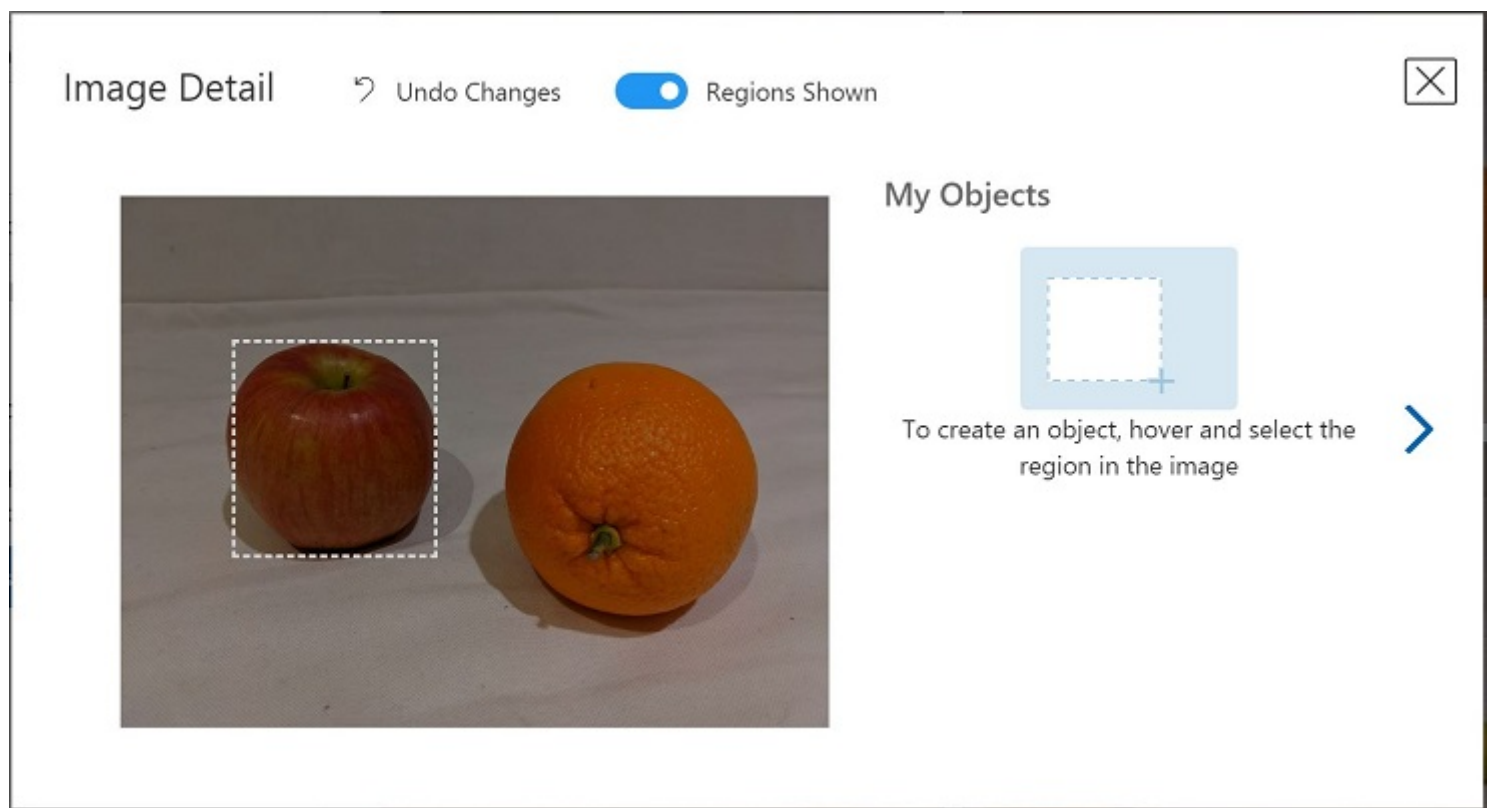 Image Detail
Undo Changes
Regions Shown
My Objects
To create an object, hover and select the
region in the image